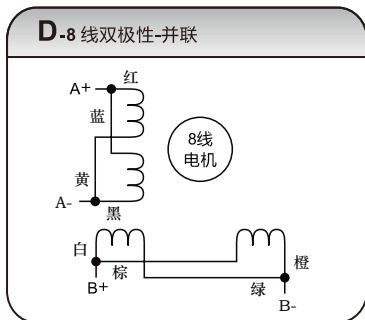 D-8 线双极性-并联
A+
红
蓝
8线
电机
黄
A-
黑
白
棕
橙
绿
B+
B-